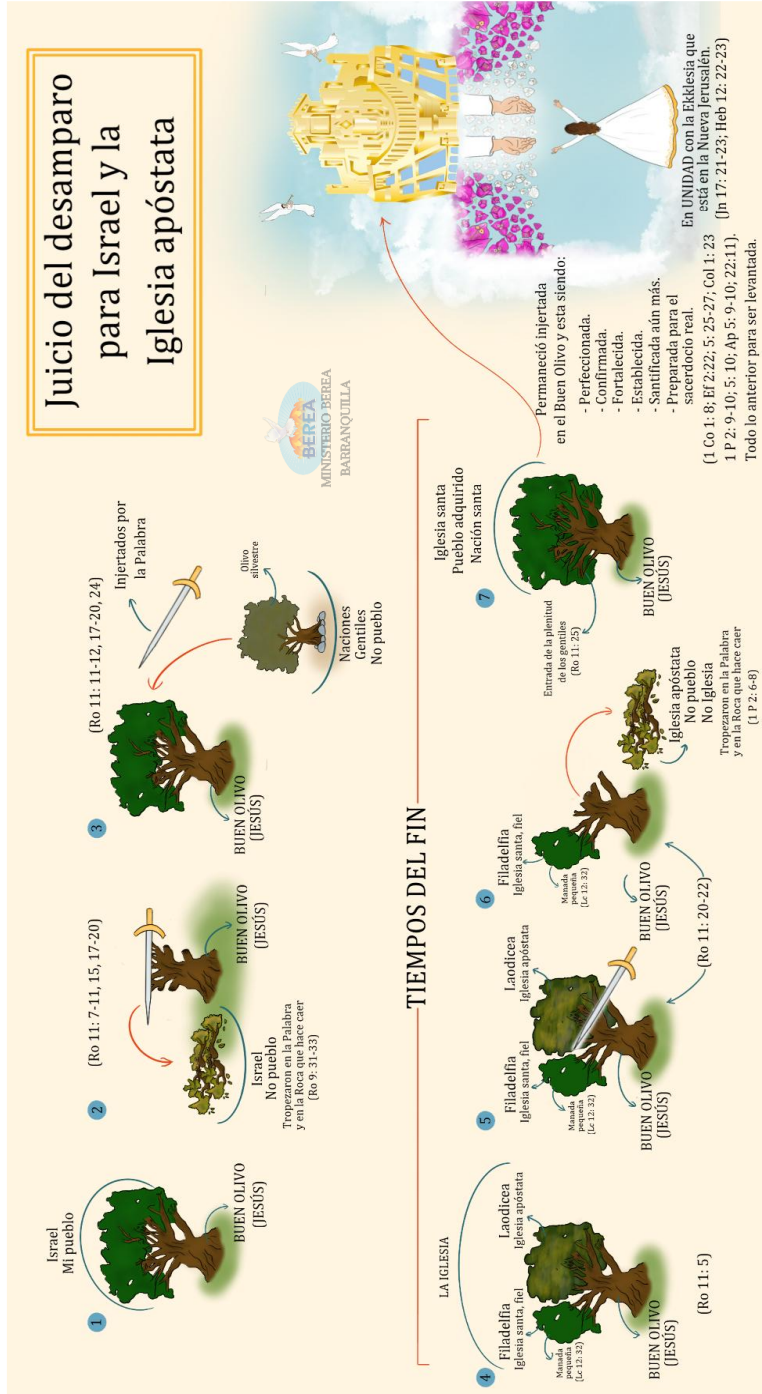 Juicio del desamparo
para Israel y la
Iglesia apóstata
BEREA
MINISTERIO BEREA
BARRANQUILLA
1
Israel
Mi pueblo
BUEN OLIVO
(JESÚS)
2
(Ro 11: 7-11, 15, 17-20)
BUEN OLIVO
(JESÚS)
Israel
No pueblo
Tropezaron en la Palabra
y en la Roca que hace caer
(Ro 9: 31-33)
3
(Ro 11: 11-12, 17-20, 24)
Injertados por
la Palabra
BUEN OLIVO
(JESÚS)
Olivo
silvestre
Naciones
Gentiles
No pueblo
TIEMPOS DEL FIN
4
LA IGLESIA
Filadelfia
Iglesia santa, fiel
Manada
pequeña
(Lc 12: 32)
Laodicea
Iglesia apóstata
BUEN OLIVO
(JESÚS)
(Ro 11: 5)
5
Filadelfia
Iglesia santa, fiel
Manada
pequeña
(Lc 12: 32)
Laodicea
Iglesia apóstata
BUEN OLIVO
(JESÚS)
(Ro 11: 20-22)
6
Filadelfia
Iglesia santa, fiel
Manada
pequeña
(Lc 12: 32)
BUEN OLIVO
(JESÚS)
Iglesia apóstata
No pueblo
No Iglesia
Tropezaron en la Palabra
y en la Roca que hace caer
(1 P 2: 6-8)
7
Iglesia santa
Pueblo adquirido
Nación santa
Entrada de la plenitud
de los gentiles
(Ro 11: 25)
BUEN OLIVO
(JESÚS)
Permaneció injertada
en el Buen Olivo y esta siendo:
- Perfeccionada.
- Confirmada.
- Fortalecida.
- Establecida.
- Santificada aún más.
- Preparada para el
sacerdocio real.
(1 Co 1: 8; Ef 2:22; 5: 25-27; Col 1: 23
1 P 2: 9-10; 5: 10; Ap 5: 9-10; 22:11).
Todo lo anterior para ser levantada.
En UNIDAD con la Ekklesia que
está en la Nueva Jerusalén.
(Jn 17: 21-23; Heb 12: 22-23)